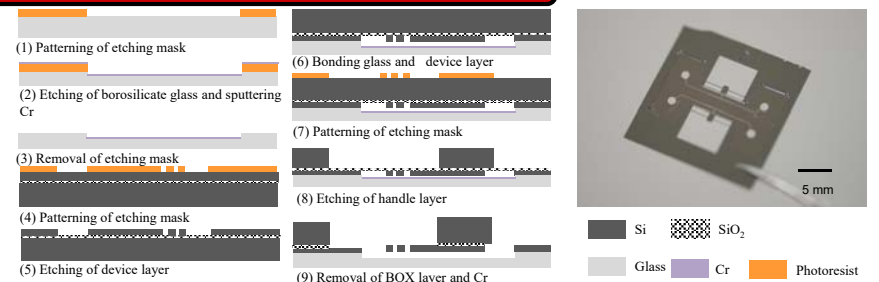 (1) Patterning of etching mask
(2) Etching of borosilicate glass and sputtering
Cr
(3) Removal of etching mask
(4) Patterning of etching mask
(5) Etching of device layer
(6) Bonding glass and device layer
(7) Patterning of etching mask
(8) Etching of handle layer
(9) Removal of BOX layer and Cr
5 mm
Si
SiO2
Glass
Cr
Photoresist